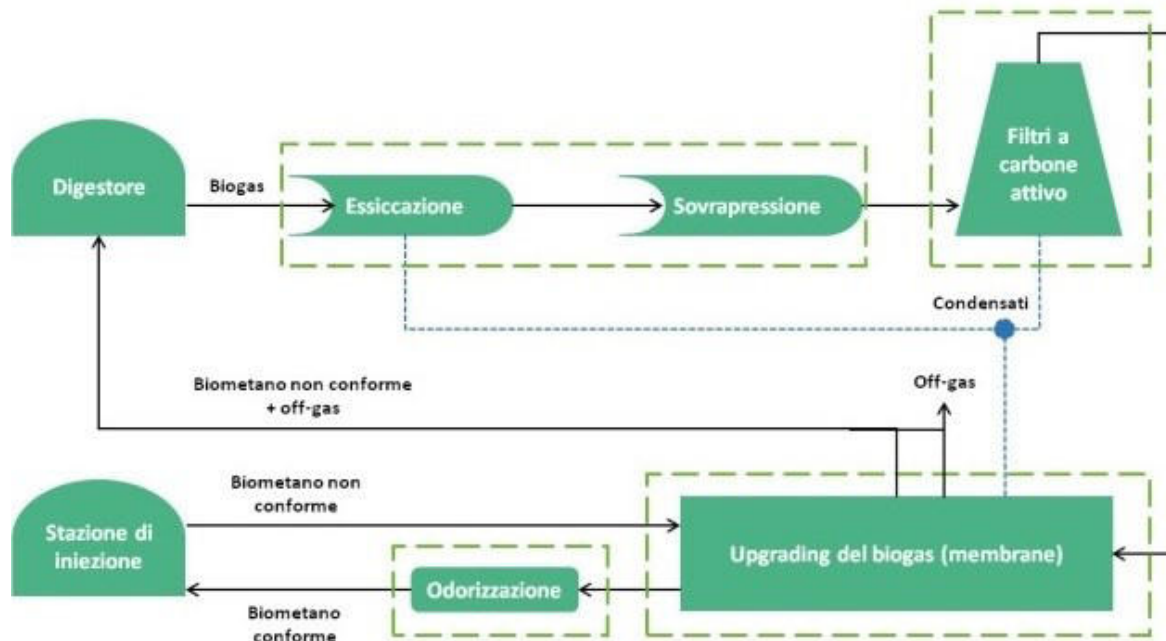 Digestore
Biogas
Essiccazione
Sovrapressione
Filtri a
carbone
attivo
Condensati
Biometano non conforme
+ off-gas
Off-gas
Stazione di
iniezione
Biometano non
conforme
Biometano
conforme
Odorizzazione
Upgrading del biogas (membrane)